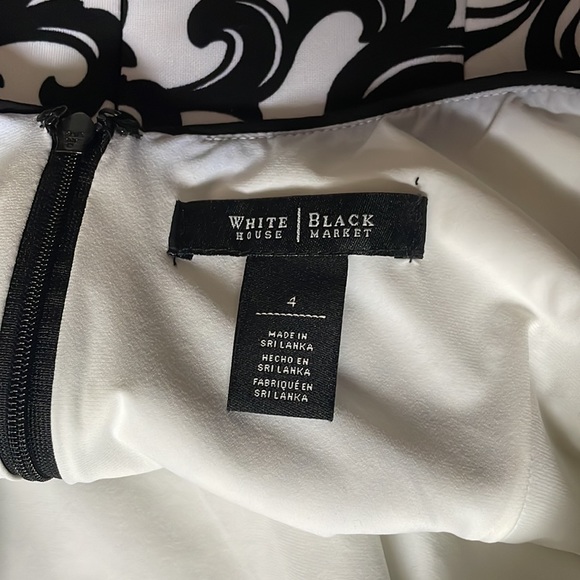 WHITE | BLACK
HOUSE | MARKET
4
MADE IN
SRI LANKA
HECHO EN
SRI LANKA
FABRIQUÉ EN
SRI LANKA